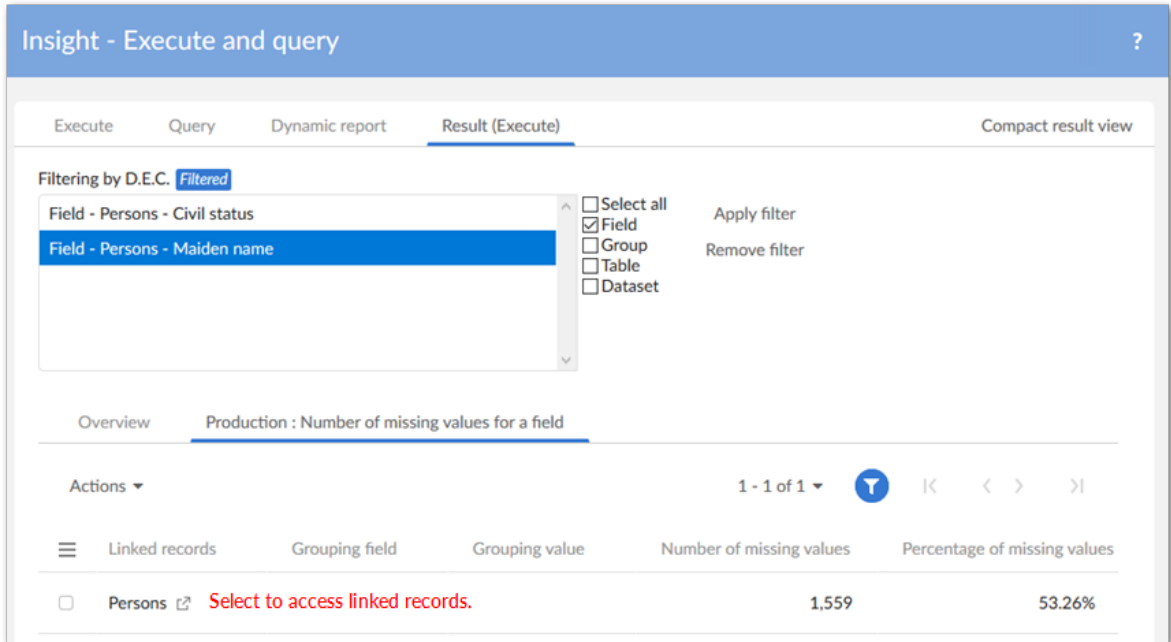 Insight - Execute and query ?
Execute Query Dynamic report Result (Execute) Compact result view
Filtering by D.E.C. Filtered
Field - Persons - Civil status
Field - Persons - Maiden name
Select all
Field
Group
Table
Dataset
Apply filter
Remove filter
Overview Production : Number of missing values for a field
Actions 1 - 1 of 1
Linked records Grouping field Grouping value Number of missing values Percentage of missing values
Persons Select to access linked records. 1,559 53.26%